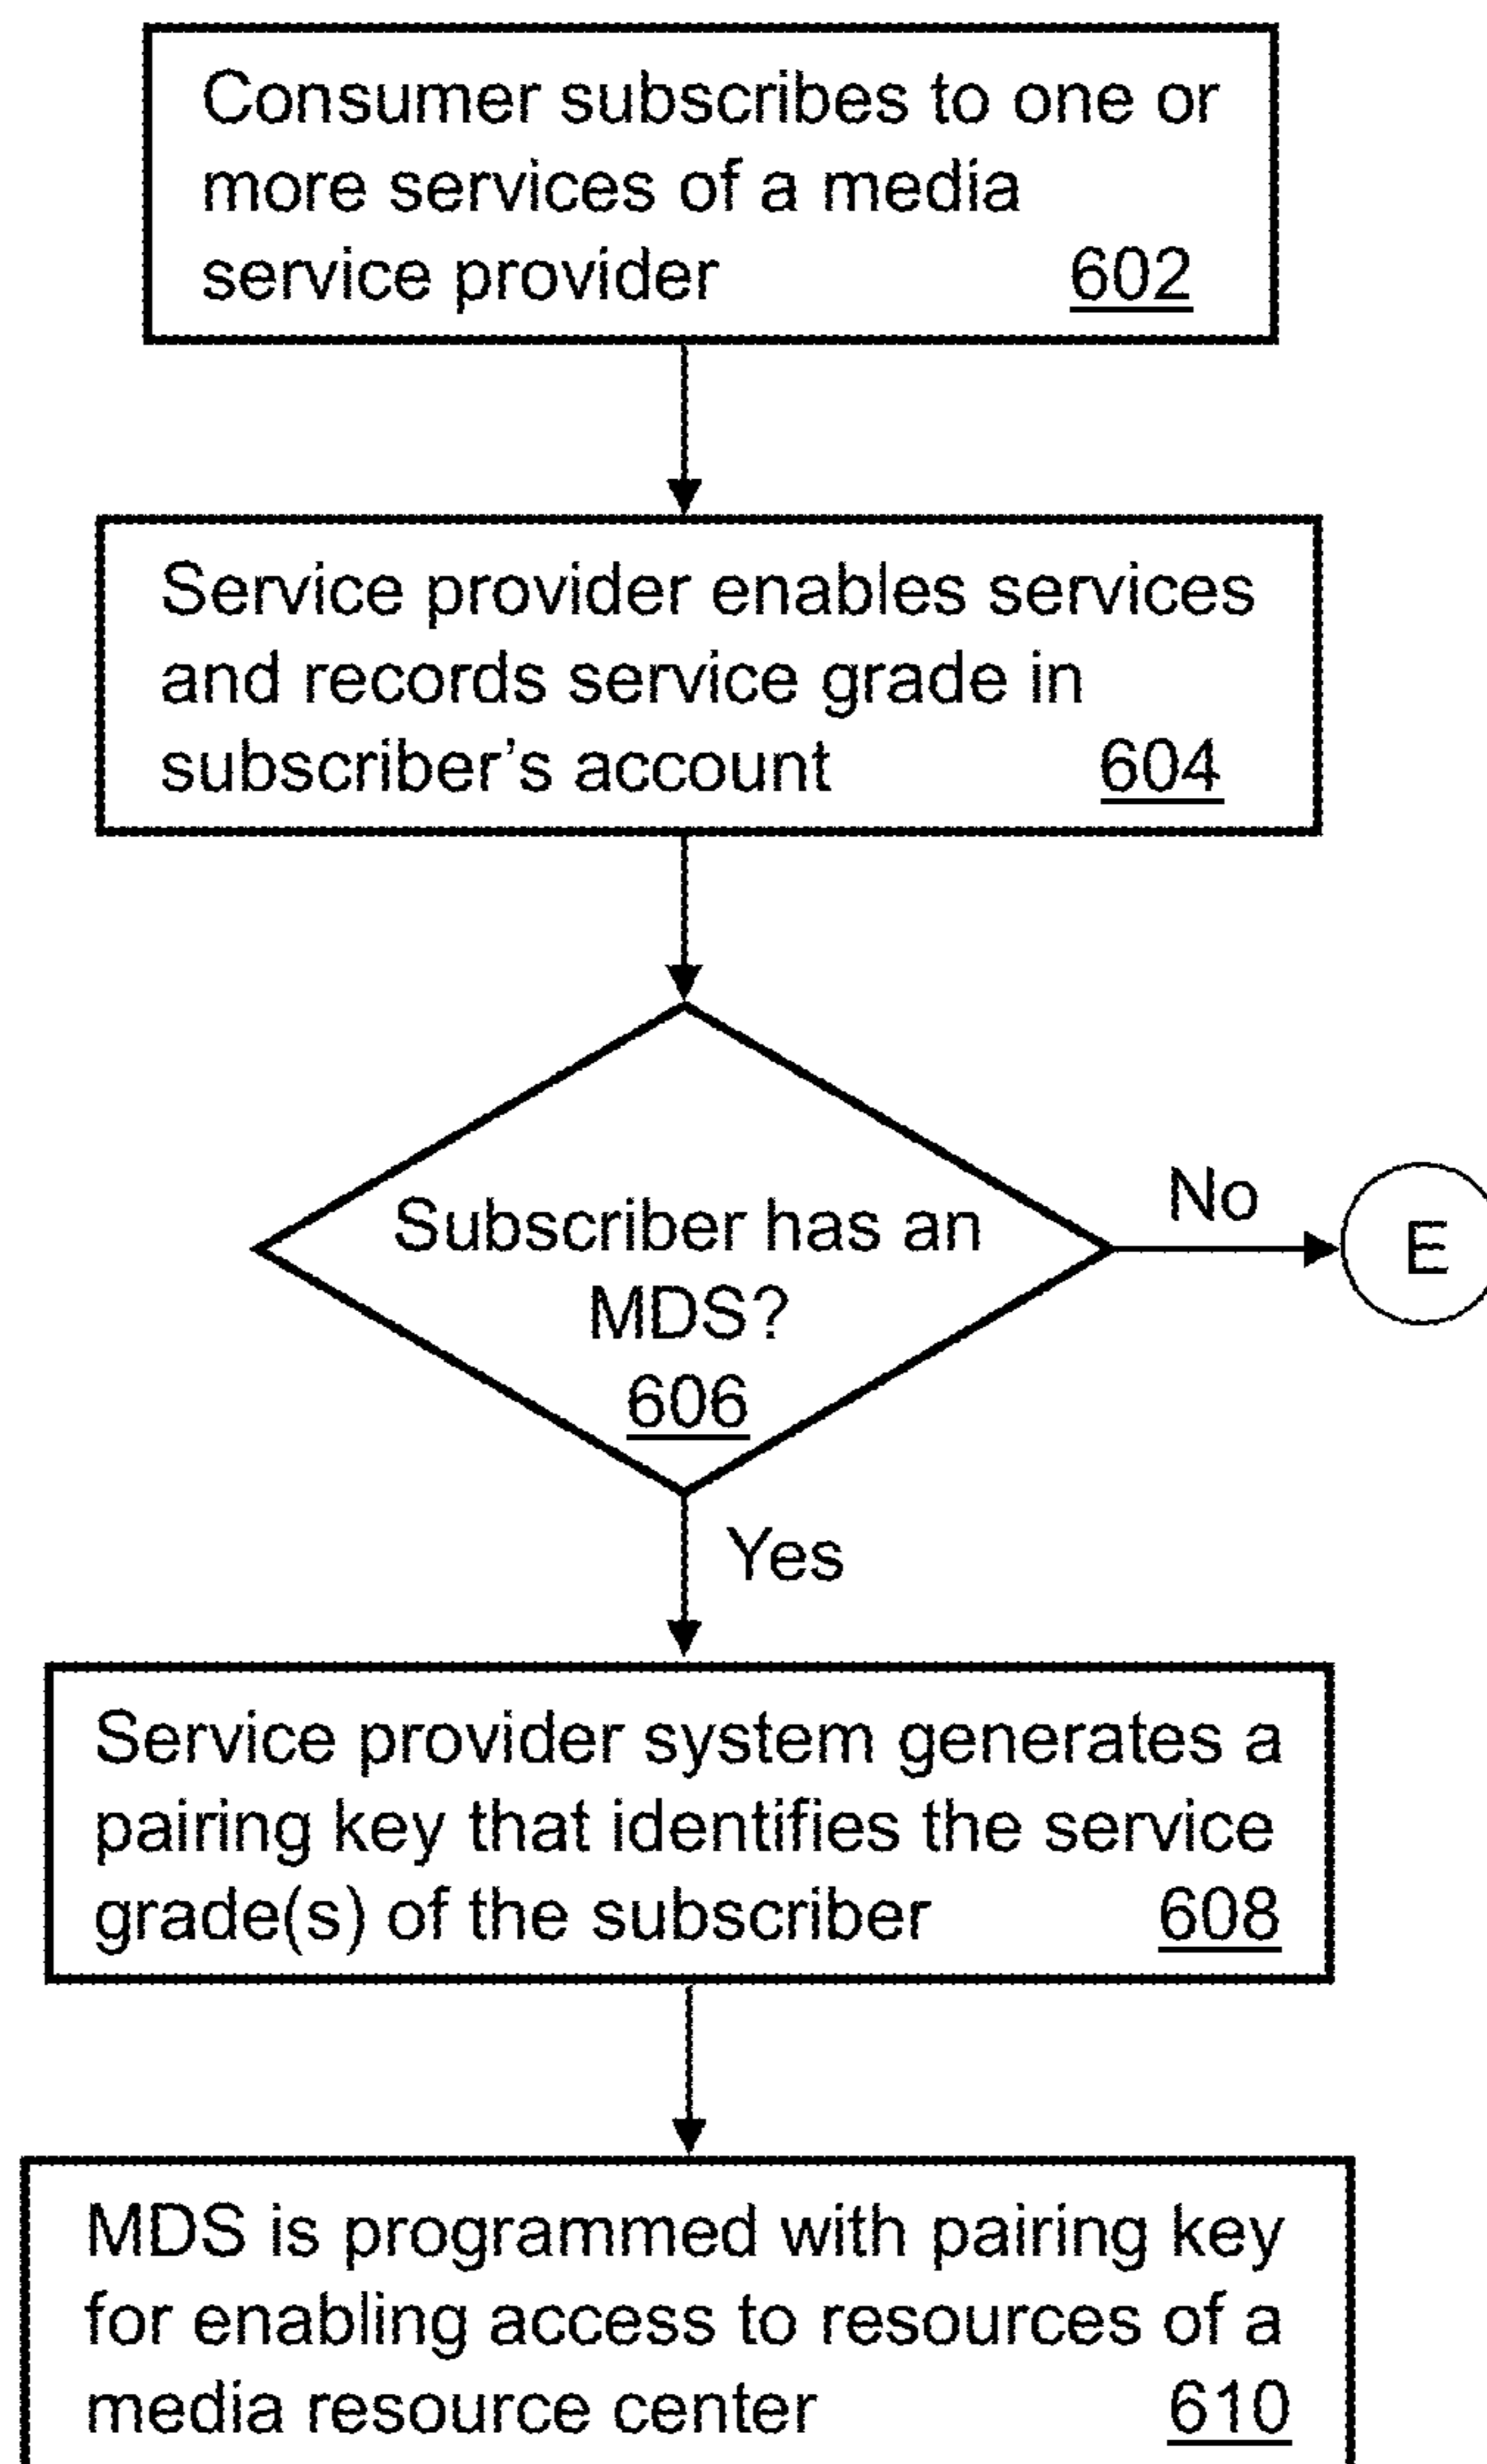 Consumer subscribes to one or
more services of a media
service provider 602
Service provider enables services
and records service grade in
subscriber's account 604
Subscriber has an
MDS?
606
No
E
Yes
Service provider system generates a
pairing key that identifies the service
grade(s) of the subscriber 608
MDS is programmed with pairing key
for enabling access to resources of a
media resource center 610